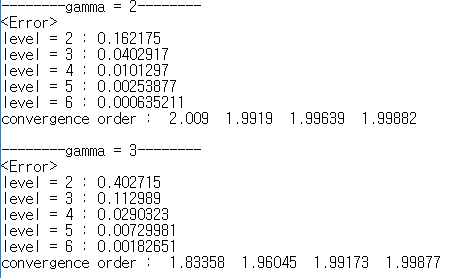 --------gamma = 2--------
<Error>
level = 2 : 0.162175
level = 3 : 0.0402917
level = 4 : 0.0101297
level = 5 : 0.00253877
level = 6 : 0.000635211
convergence order :  2.009  1.9919  1.99639  1.99882
--------gamma = 3--------
<Error>
level = 2 : 0.402715
level = 3 : 0.112989
level = 4 : 0.0290323
level = 5 : 0.00729981
level = 6 : 0.00182651
convergence order :  1.83358  1.96045  1.99173  1.99877